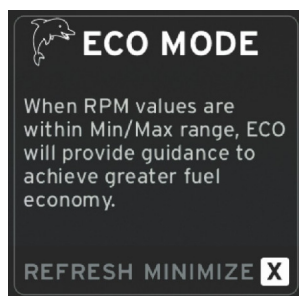 ECO MODE
When RPM values are
within Min/Max range, ECO
will provide guidance to
achieve greater fuel
economy.
REFRESH MINIMIZE X